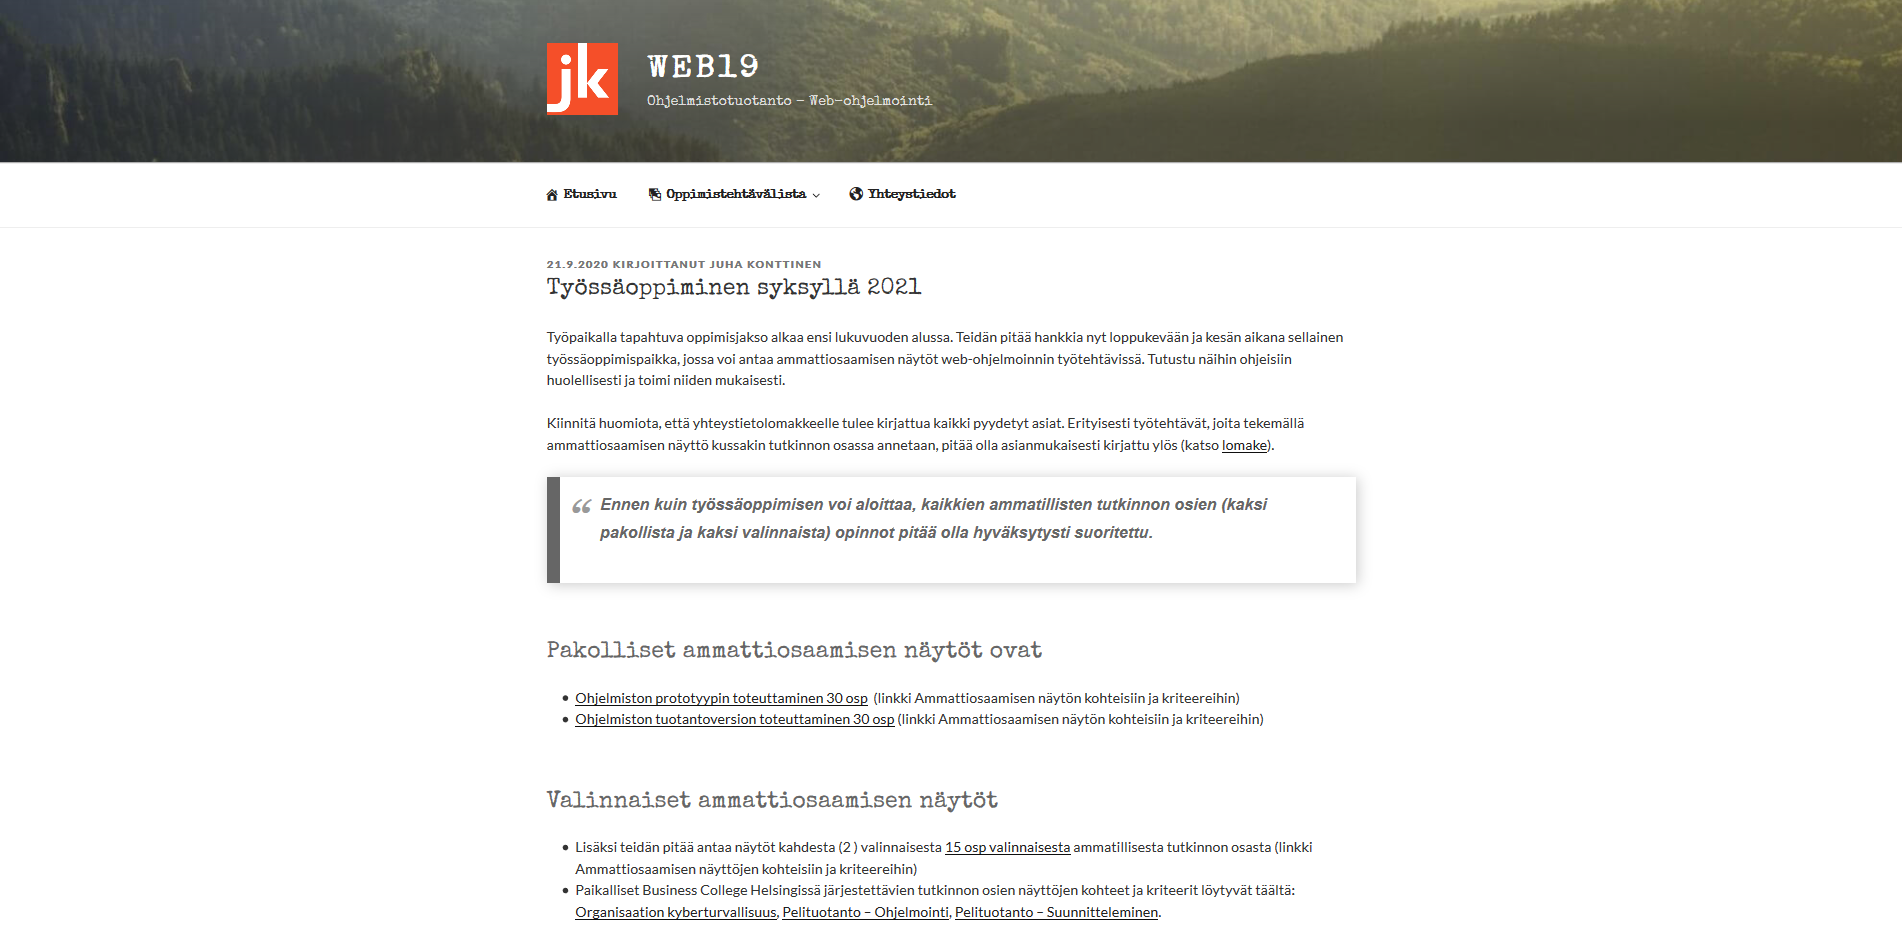 jk
WEB19
Ohjelmistotuotanto – Web-ohjelmointi
Etusivu
Oppimistehtävälista
Yhteystiedot
21.9.2020 KIRJOITTANUT JUHA KONTTINEN
Työssäoppiminen syksyllä 2021
Työpaikalla tapahtuva oppimisjakso alkaa ensi lukuvuoden alussa. Teidän pitää hankkia nyt loppukevään ja kesän aikana sellainen
työssäoppimispaikka, jossa voi antaa ammattiosaamisen näytöt web-ohjelmoinnin työtehtävissä. Tutustu näihin ohjeisiin
huolellisesti ja toimi niiden mukaisesti.
Kiinnitä huomiota, että yhteystietolomakkeelle tulee kirjattua kaikki pyydetyt asiat. Erityisesti työtehtävät, joita tekemällä
ammattiosaamisen näyttö kussakin tutkinnon osassa annetaan, pitää olla asianmukaisesti kirjattu ylös (katso lomake).
“ Ennen kuin työssäoppimisen voi aloittaa, kaikkien ammatillisten tutkinnon osien (kaksi
pakollista ja kaksi valinnaista) opinnot pitää olla hyväksytysti suoritettu.
Pakolliset ammattiosaamisen näytöt ovat
• Ohjelmiston prototyypin toteuttaminen 30 osp (linkki Ammattiosaamisen näytön kohteisiin ja kriteereihin)
• Ohjelmiston tuotantoversion toteuttaminen 30 osp (linkki Ammattiosaamisen näytön kohteisiin ja kriteereihin)
Valinnaiset ammattiosaamisen näytöt
• Lisäksi teidän pitää antaa näytöt kahdesta (2 ) valinnaisesta 15 osp valinnaisesta ammatillisesta tutkinnon osasta (linkki
Ammattiosaamisen näyttöjen kohteisiin ja kriteereihin)
• Paikalliset Business College Helsingissä järjestettävien tutkinnon osien näyttöjen kohteet ja kriteerit löytyvät täältä:
Organisaation kyberturvallisuus, Pelituotanto – Ohjelmointi, Pelituotanto – Suunnitteleminen.